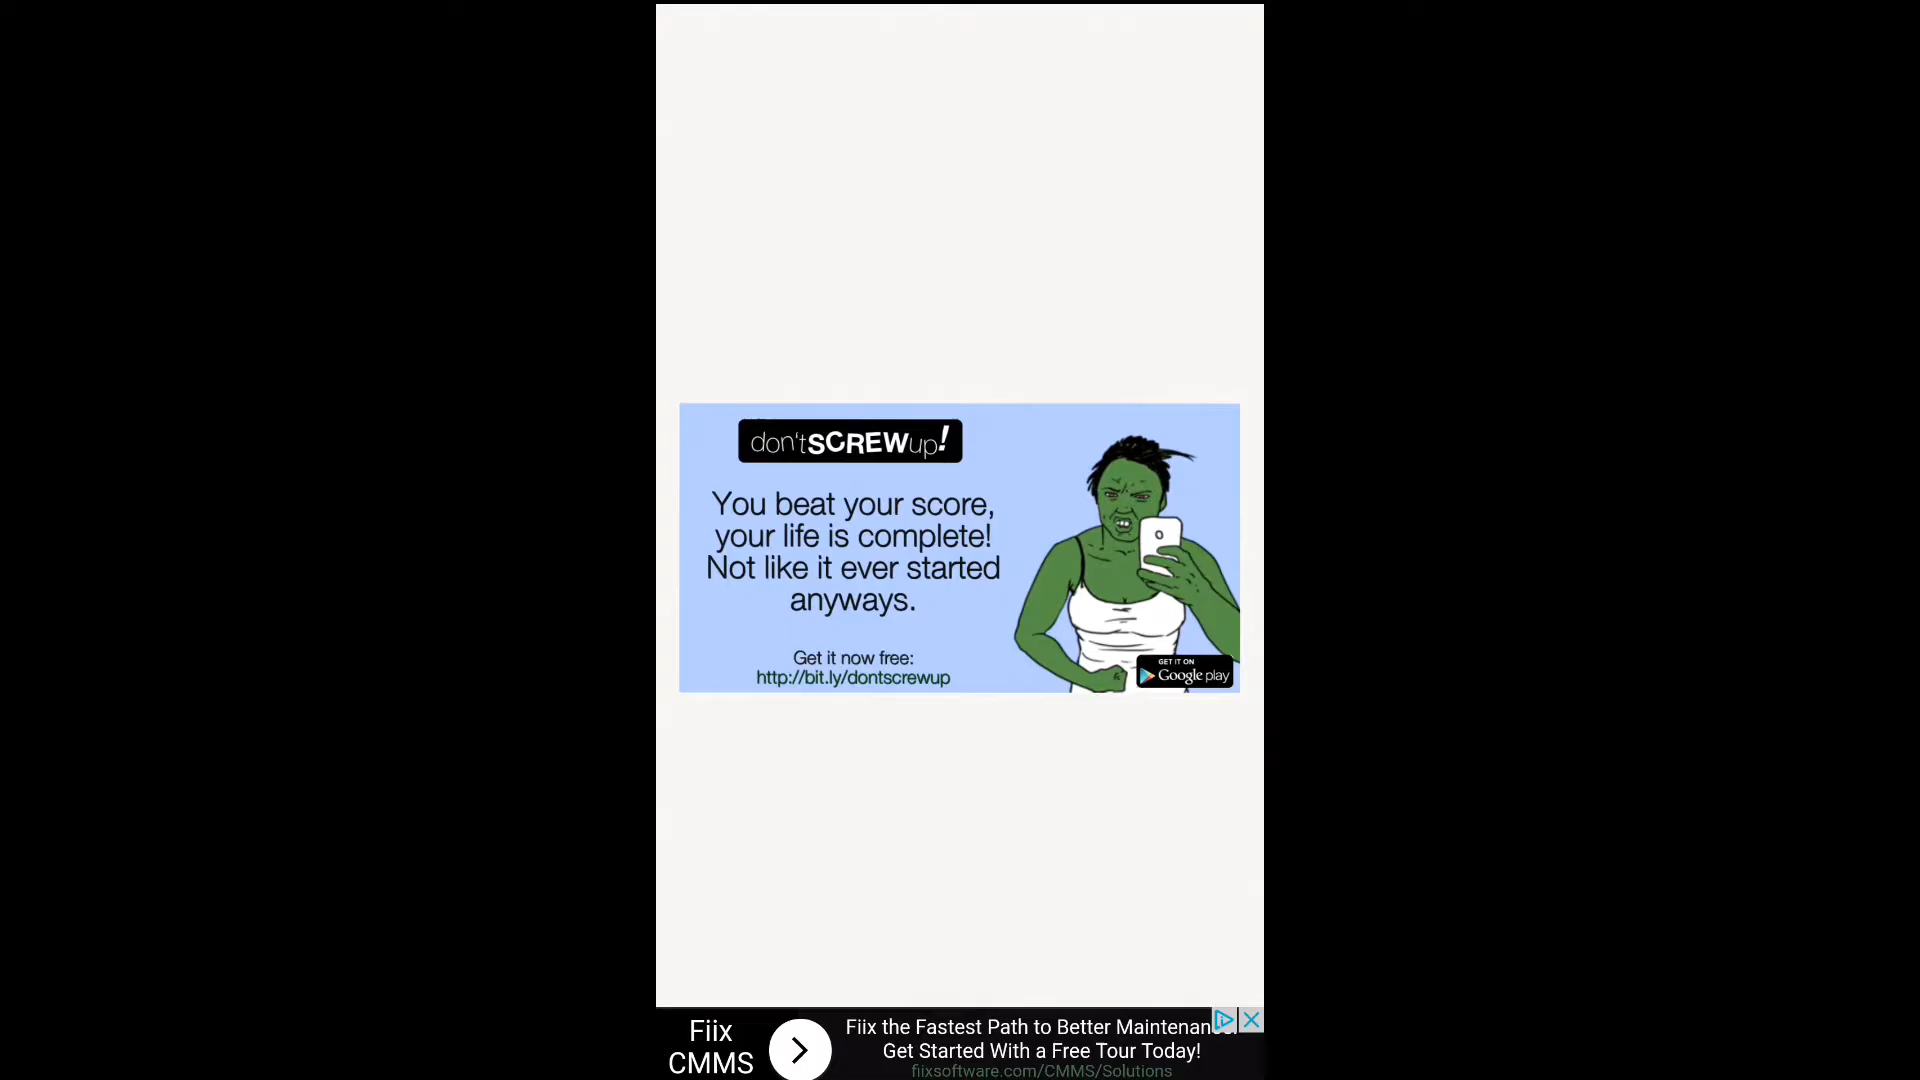 don'tSCREWup!
You beat your score,
your life is complete!
Not like it ever started
anyways.
Get it now free:
http://bit.ly/dontscrewup
GET IT ON
Google play
Fiix
CMMS
Fiix the Fastest Path to Better
Get Started With a Free Tour Today!
fiixsoftware.com/CMMS/Solutions